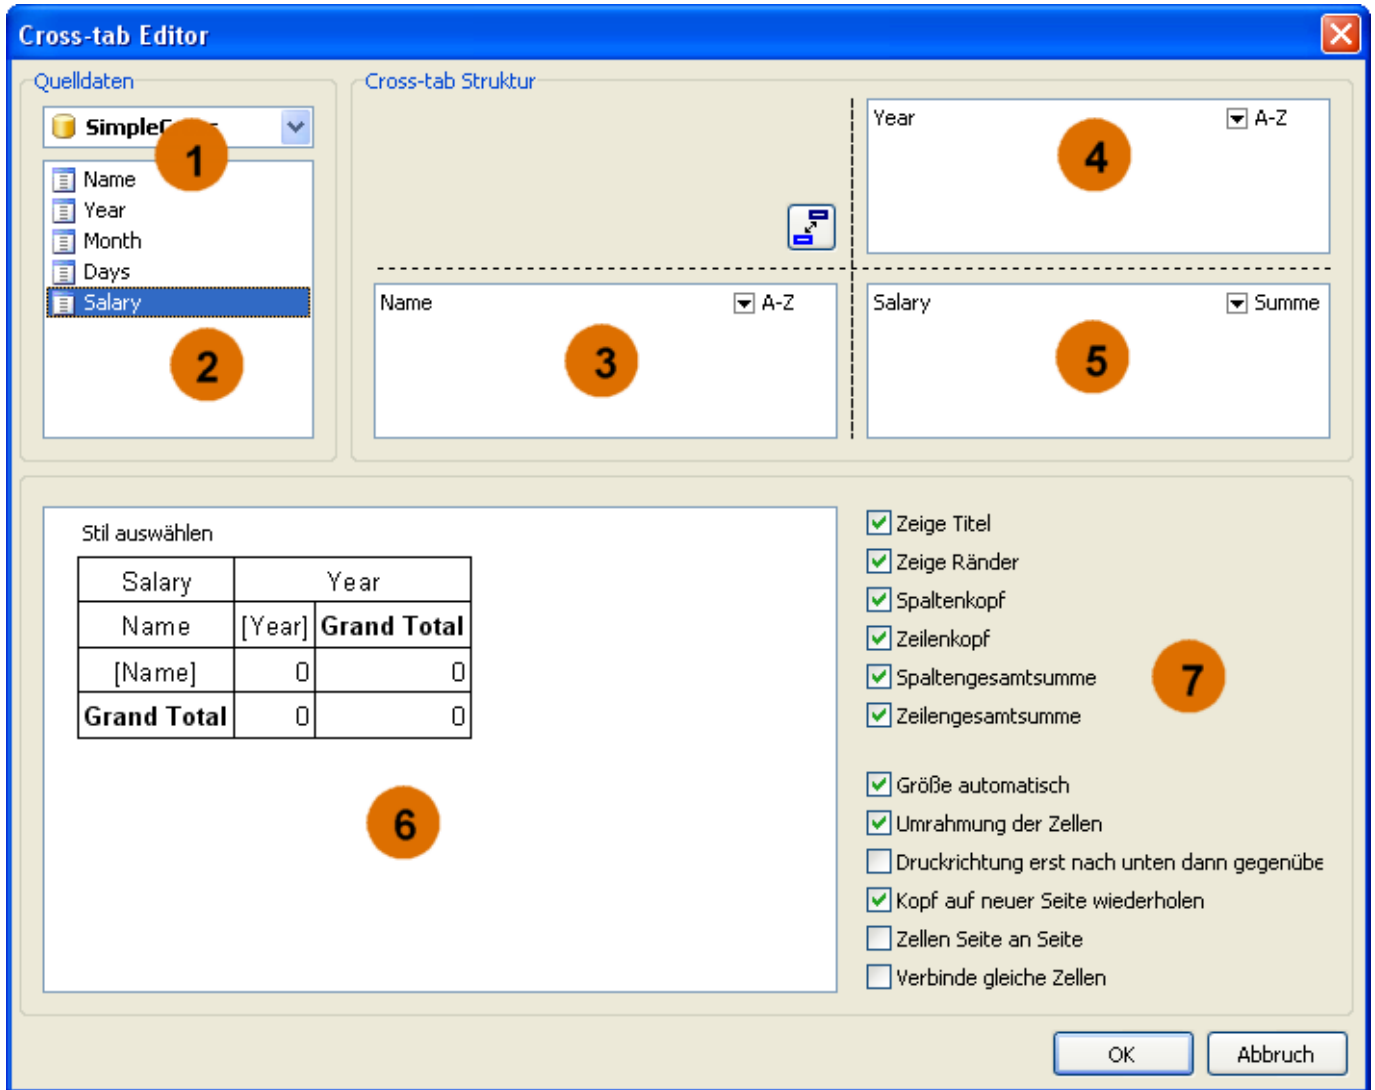 Cross-tab Editor
Quelldaten
Cross-tab Struktur
1
Name
Year
Month
Days
Salary
2
Year A-Z
4
Name A-Z
3
Salary Summe
5
Stil auswählen
Salary Year
Name [Year] Grand Total
[Name] 0 0
Grand Total 0 0
6
Zeige Titel
Zeige Ränder
Spaltenkopf
Zeilenkopf
Spaltengesamtsumme
Zeilengesamtsumme
7
Größe automatisch
Umrahmung der Zellen
Druckrichtung erst nach unten dann gegenübe
Kopf auf neuer Seite wiederholen
Zellen Seite an Seite
Verbinde gleiche Zellen
OK Abbruch